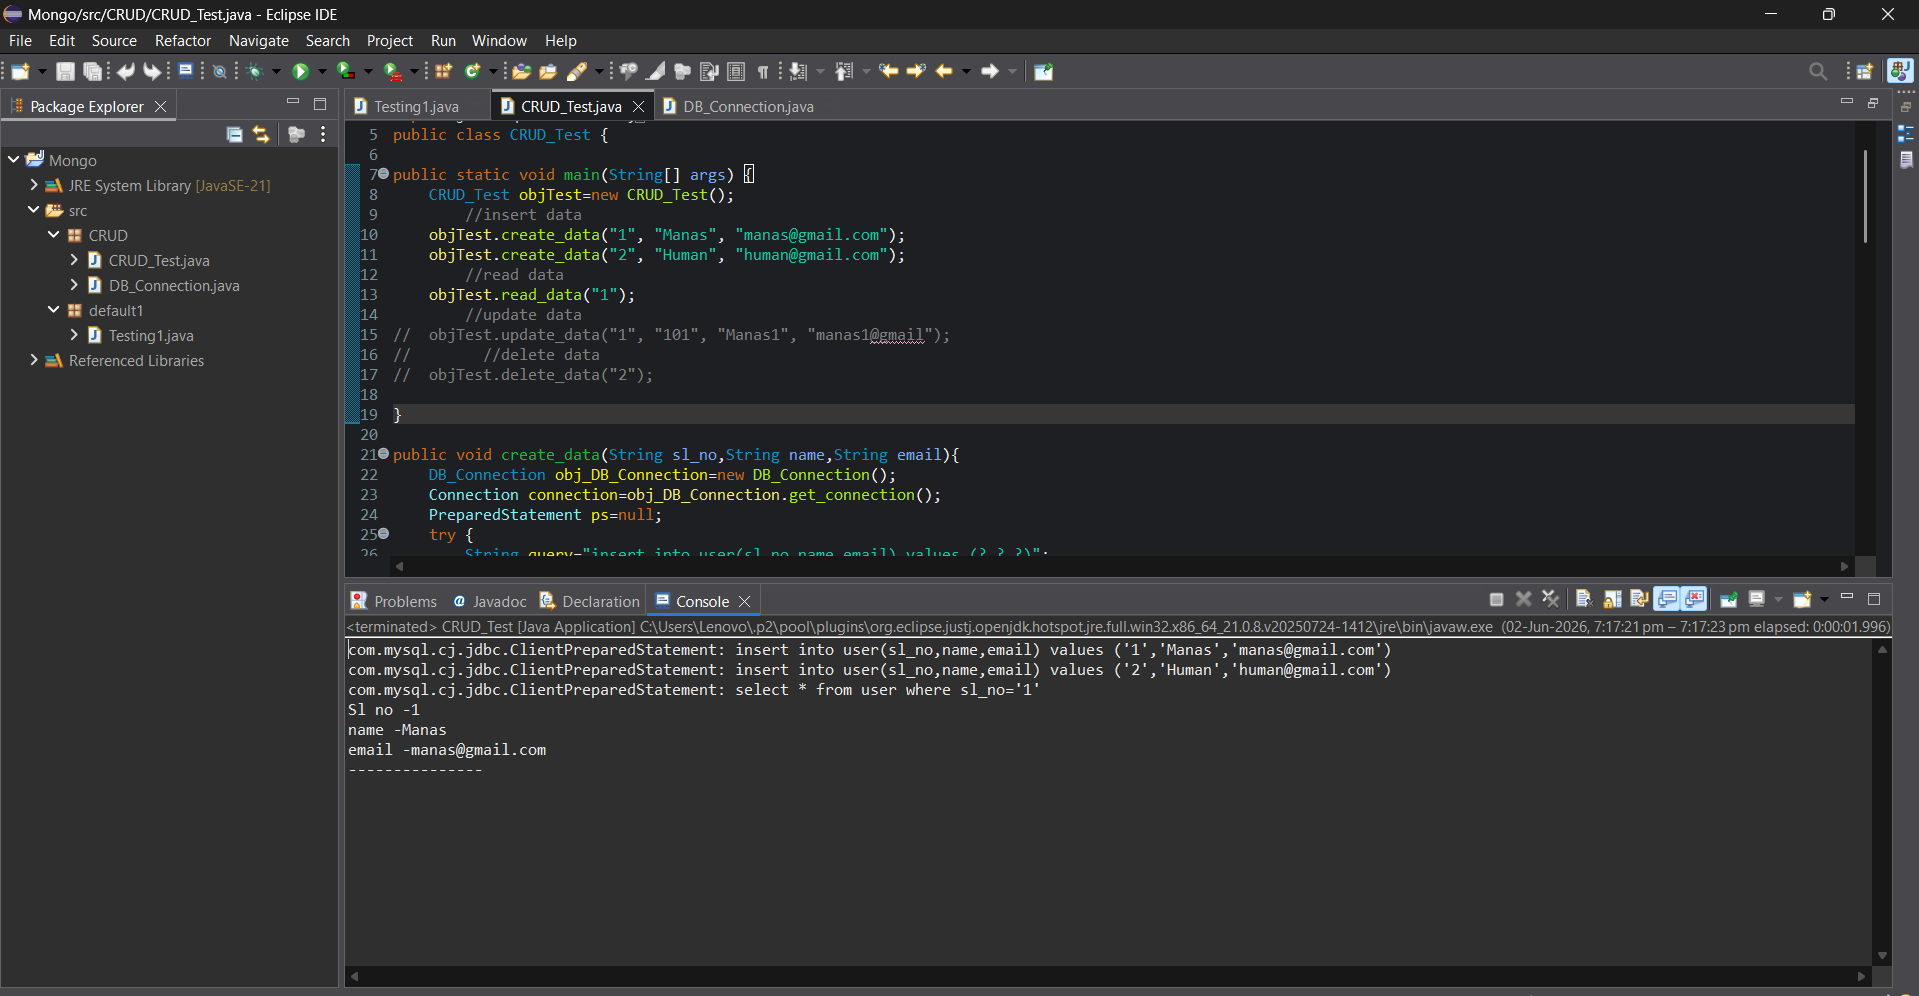 Mongo/src/CRUD/CRUD_Test.java - Eclipse IDE
File Edit Source Refactor Navigate Search Project Run Window Help
Package Explorer
Mongo
JRE System Library [JavaSE-21]
src
CRUD
CRUD_Test.java
DB_Connection.java
default1
Testing1.java
Referenced Libraries
Testing1.java CRUD_Test.java DB_Connection.java
5 public class CRUD_Test {
6
7 public static void main(String[] args) {
8 CRUD_Test objTest=new CRUD_Test();
9 //insert data
10 objTest.create_data("1", "Manas", "manas@gmail.com");
11 objTest.create_data("2", "Human", "human@gmail.com");
12 //read data
13 objTest.read_data("1");
14 //update data
15 // objTest.update_data("1", "101", "Manas1", "manas1@gmail");
16 // //delete data
17 // objTest.delete_data("2");
18
19 }
20
21 public void create_data(String sl_no,String name,String email){
22 DB_Connection obj_DB_Connection=new DB_Connection();
23 Connection connection=obj_DB_Connection.get_connection();
24 PreparedStatement ps=null;
25 try {
26 String query="insert into user(sl_no,name,email) values (?,?,?)";
Problems Javadoc Declaration Console
<terminated> CRUD_Test [Java Application] C:\Users\Lenovo\.p2\pool\plugins\org.eclipse.justj.openjdk.hotspot.jre.full.win32.x86_64_21.0.8.v20250724-1412\jre\bin\javaw.exe (02-Jun-2026, 7:17:21 pm – 7:17:23 pm elapsed: 0:00:01.996)
com.mysql.cj.jdbc.ClientPreparedStatement: insert into user(sl_no,name,email) values ('1','Manas','manas@gmail.com')
com.mysql.cj.jdbc.ClientPreparedStatement: insert into user(sl_no,name,email) values ('2','Human','human@gmail.com')
com.mysql.cj.jdbc.ClientPreparedStatement: select * from user where sl_no='1'
Sl no -1
name -Manas
email -manas@gmail.com
---------------